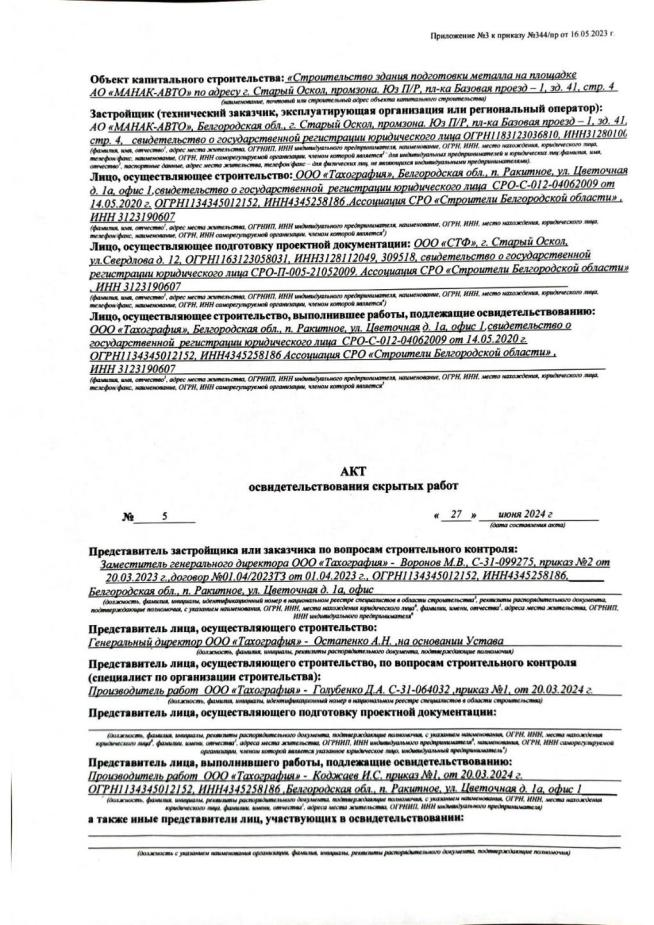 Приложение №3 к приказу №344/пр от 16.05.2023 г.
Объект капитального строительства: «Строительство здания подготовки металла на площадке
АО «МАНАК-АВТО» по адресу г. Старый Оскол, промзона. Юз П/Р, пл-ка Базовая проезд – 1, зд. 41, стр. 4
(наименование, почтовый или строительный адрес объекта капитального строительства)
Застройщик (технический заказчик, эксплуатирующая организация или региональный оператор):
АО «МАНАК-АВТО», Белгородская обл., г. Старый Оскол, промзона. Юз П/Р, пл-ка Базовая проезд – 1, зд. 41,
стр. 4, свидетельство о государственной регистрации юридического лица ОГРН1183123036810, ИНН3128010
(фамилия, имя, отчество¹, адрес места жительства, ОГРНИП, ИНН индивидуального предпринимателя, наименование, ОГРН, ИНН, место нахождения, юридического лица,
телефон/факс, наименование, ОГРН, ИНН саморегулируемой организации, членом которой является¹ для индивидуальных предпринимателей и юридических лиц; фамилия, имя,
отчество¹, паспортные данные, адрес места жительства, телефон/факс – для физических лиц, не являющихся индивидуальными предпринимателями).
Лицо, осуществляющее строительство: ООО «Тахография», Белгородская обл., п. Ракитное, ул. Цветочная
д. 1а, офис 1,свидетельство о государственной регистрации юридического лица СРО-С-012-04062009 от
14.05.2020 г. ОГРН1134345012152, ИНН4345258186 Ассоциация СРО «Строители Белгородской области» ,
ИНН 3123190607
(фамилия, имя, отчество¹, адрес места жительства, ОГРНИП, ИНН индивидуального предпринимателя, наименование, ОГРН, ИНН, место нахождения, юридического лица,
телефон/факс, наименование, ОГРН, ИНН саморегулируемой организации, членом которой является¹)
Лицо, осуществляющее подготовку проектной документации: ООО «СТФ», г. Старый Оскол,
ул.Свердлова д. 12, ОГРН1163123058031, ИНН3128112049, 309518, свидетельство о государственной
регистрации юридического лица СРО-П-005-21052009. Ассоциация СРО «Строители Белгородской области»
, ИНН 3123190607
(фамилия, имя, отчество¹, адрес места жительства, ОГРНИП, ИНН индивидуального предпринимателя, наименование, ОГРН, ИНН, место нахождения, юридического лица,
телефон/факс, наименование, ОГРН, ИНН саморегулируемой организации, членом которой является¹)
Лицо, осуществляющее строительство, выполнившее работы, подлежащие освидетельствованию:
ООО «Тахография», Белгородская обл., п. Ракитное, ул. Цветочная д. 1а, офис 1,свидетельство о
государственной регистрации юридического лица СРО-С-012-04062009 от 14.05.2020 г.
ОГРН1134345012152, ИНН4345258186 Ассоциация СРО «Строители Белгородской области» ,
ИНН 3123190607
(фамилия, имя, отчество¹, адрес места жительства, ОГРНИП, ИНН индивидуального предпринимателя, наименование, ОГРН, ИНН, место нахождения, юридического лица,
телефон/факс, наименование, ОГРН, ИНН саморегулируемой организации, членом которой является¹
АКТ
освидетельствования скрытых работ
№ 5 « 27 » июня 2024 г
(дата составления акта)
Представитель застройщика или заказчика по вопросам строительного контроля:
Заместитель генерального директора ООО «Тахография» - Воронов М.В., С-31-099275, приказ №2 от
20.03.2023 г.,договор №01.04/2023ТЗ от 01.04.2023 г., ОГРН1134345012152, ИНН4345258186,
Белгородская обл., п. Ракитное, ул. Цветочная д. 1а, офис
(должность, фамилия, инициалы, идентификационный номер в национальном реестре специалистов в области строительства¹, реквизиты распорядительного документа,
подтверждающие полномочия, с указанием наименования, ОГРН, ИНН, места нахождения юридического лица¹, фамилии, имени, отчества¹, адреса места жительства, ОГРНИП,
ИНН индивидуального предпринимателя¹
Представитель лица, осуществляющего строительство:
Генеральный директор ООО «Тахография» - Остапенко А.Н. ,на основании Устава
(должность, фамилия, инициалы, реквизиты распорядительного документа, подтверждающие полномочия)
Представитель лица, осуществляющего строительство, по вопросам строительного контроля
(специалист по организации строительства):
Производитель работ ООО «Тахография» - Голубенко Д.А. С-31-064032 ,приказ №1, от 20.03.2024 г.
(должность, фамилия, инициалы, идентификационный номер в национальном реестре специалистов в области строительства)
Представитель лица, осуществляющего подготовку проектной документации:
(должность, фамилия, инициалы, реквизиты распорядительного документа, подтверждающие полномочия, с указанием наименования, ОГРН, ИНН, места нахождения
юридического лица¹, фамилии, имени, отчества¹, адреса места жительства, ОГРНИП, ИНН индивидуального предпринимателя¹, наименования, ОГРН, ИНН саморегулируемой
организации, членом которой является указанное юридическое лицо, индивидуальный предприниматель¹)
Представитель лица, выполнившего работы, подлежащие освидетельствованию:
Производитель работ ООО «Тахография» - Коджаев И.С. приказ №1, от 20.03.2024 г.
ОГРН1134345012152, ИНН4345258186 ,Белгородская обл., п. Ракитное, ул. Цветочная д. 1а, офис 1
(должность, фамилия, инициалы, реквизиты распорядительного документа, подтверждающие полномочия, с указанием наименования, ОГРН, ИНН, места нахождения
юридического лица, фамилии, имени, отчества¹, адреса места жительства, ОГРНИП, ИНН индивидуального предпринимателя)
а также иные представители лиц, участвующих в освидетельствовании:
(должность с указанием наименования организации, фамилия, инициалы, реквизиты распорядительного документа, подтверждающие полномочия)